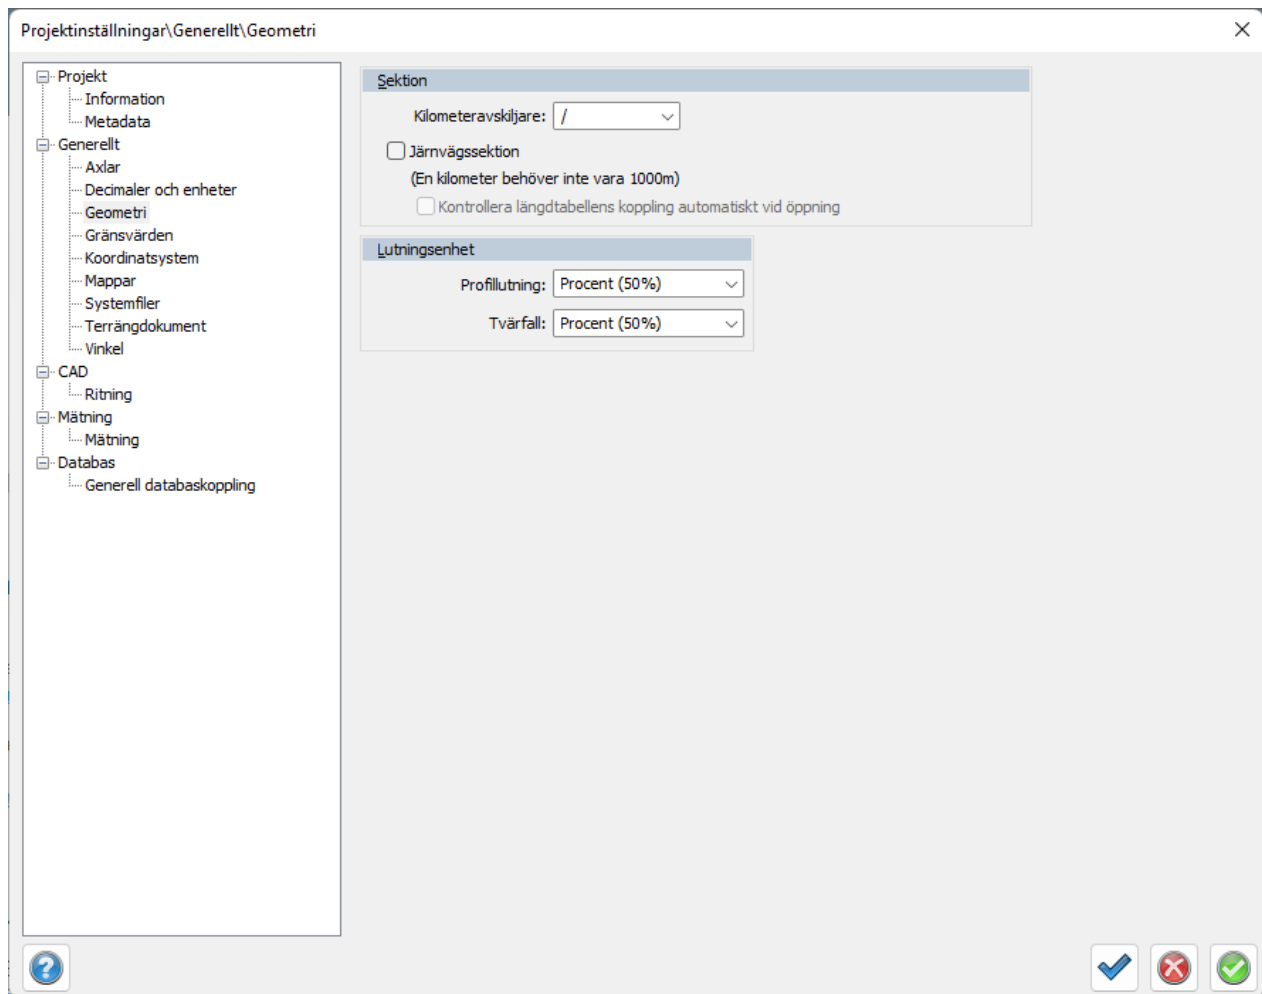 Projektinställningar\Generellt\Geometri
Projekt
Information
Metadata
Generellt
Axlar
Decimaler och enheter
Geometri
Gränsvärden
Koordinatsystem
Mappar
Systemfiler
Terrängdokument
Vinkel
CAD
Ritning
Mätning
Mätning
Databas
Generell databaskoppling
Sektion
Kilometeravskiljare: /
Järnvägssektion
(En kilometer behöver inte vara 1000m)
Kontrollera längdtabellens koppling automatiskt vid öppning
Lutningsenhet
Profillutning: Procent (50%)
Tvärfall: Procent (50%)